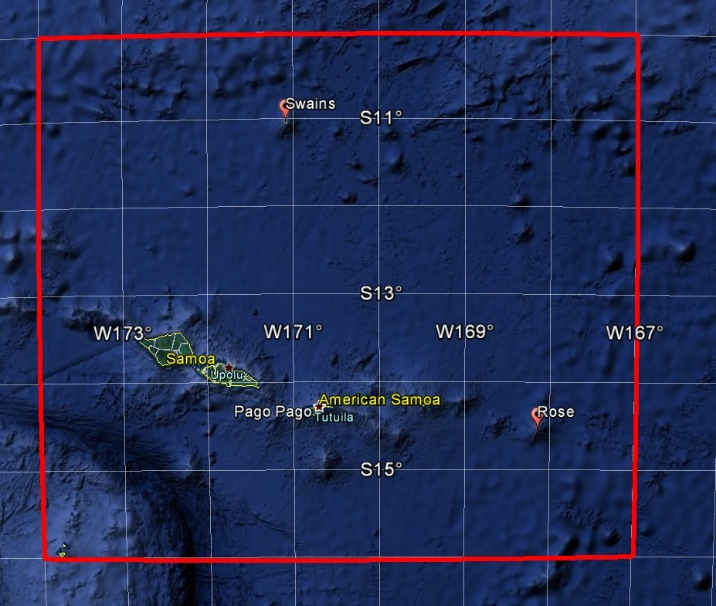 Swains
S11°
S13°
W173°
W171°
W169°
W167°
Samoa
Upolu
American Samoa
Pago Pago
Tutuila
Rose
S15°